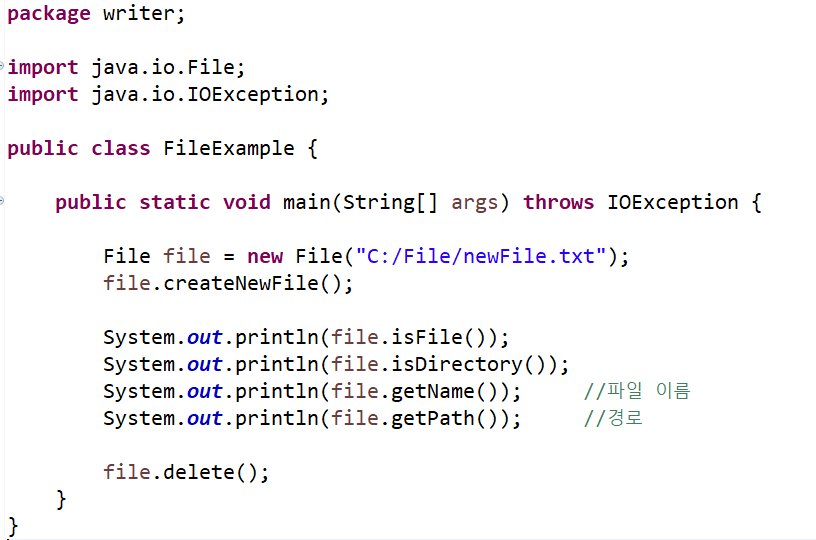 package writer;
import java.io.File;
import java.io.IOException;
public class FileExample {
public static void main(String[] args) throws IOException {
File file = new File("C:/File/newFile.txt");
file.createNewFile();
System.out.println(file.isFile());
System.out.println(file.isDirectory());
System.out.println(file.getName()); //파일 이름
System.out.println(file.getPath()); //경로
file.delete();
}
}